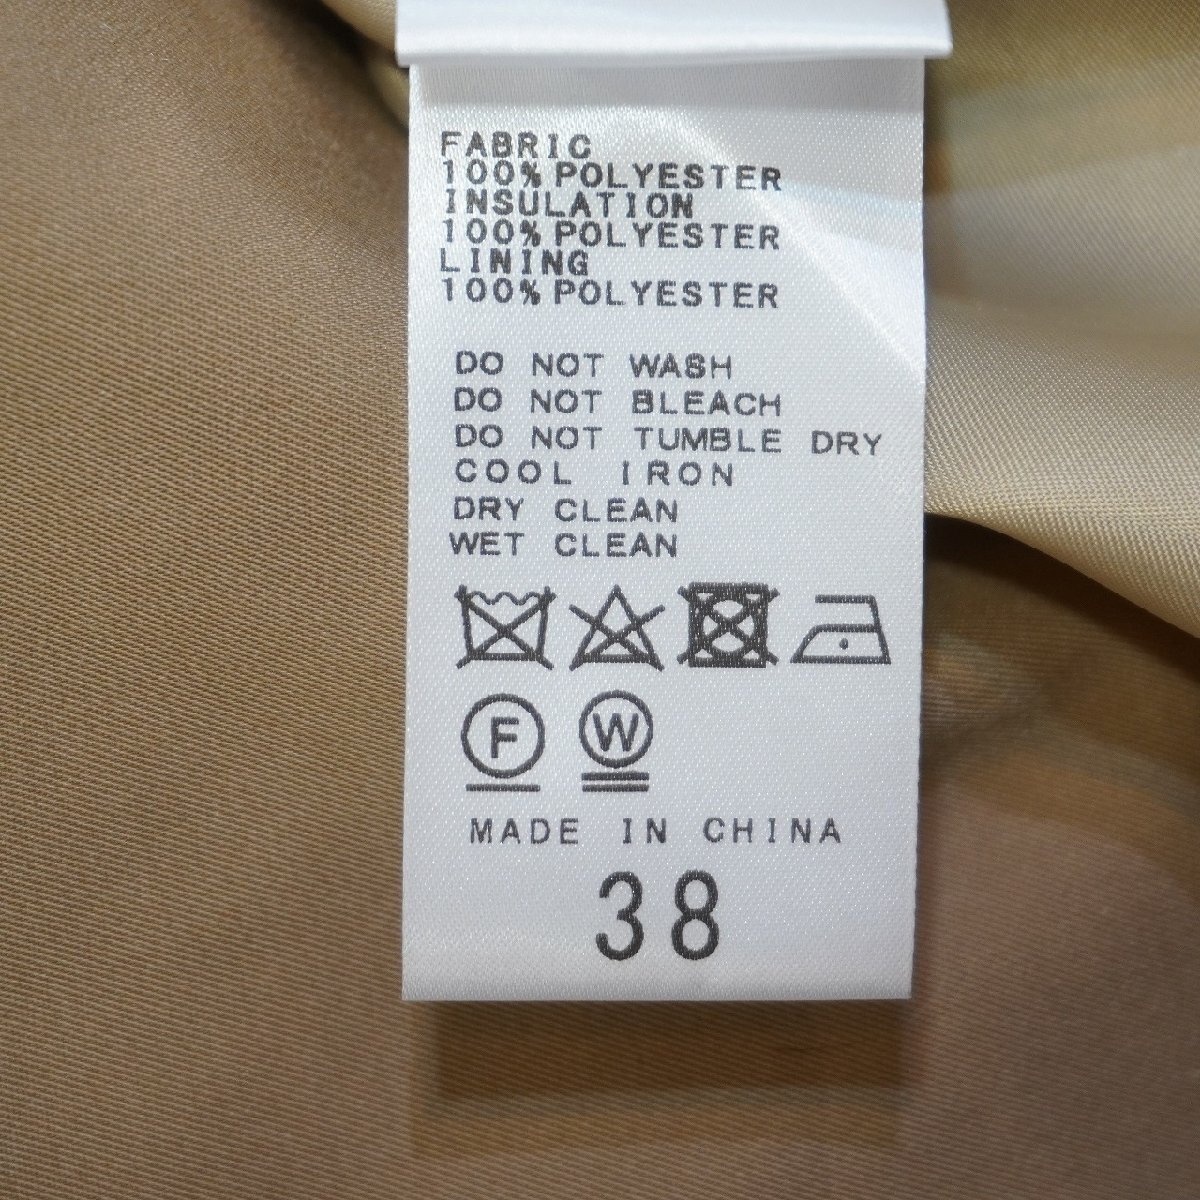 FABRIC
100% POLYESTER
INSULATION
100% POLYESTER
LINING
100% POLYESTER
DO NOT WASH
DO NOT BLEACH
DO NOT TUMBLE DRY
COOL IRON
DRY CLEAN
WET CLEAN
F W
MADE IN CHINA
38